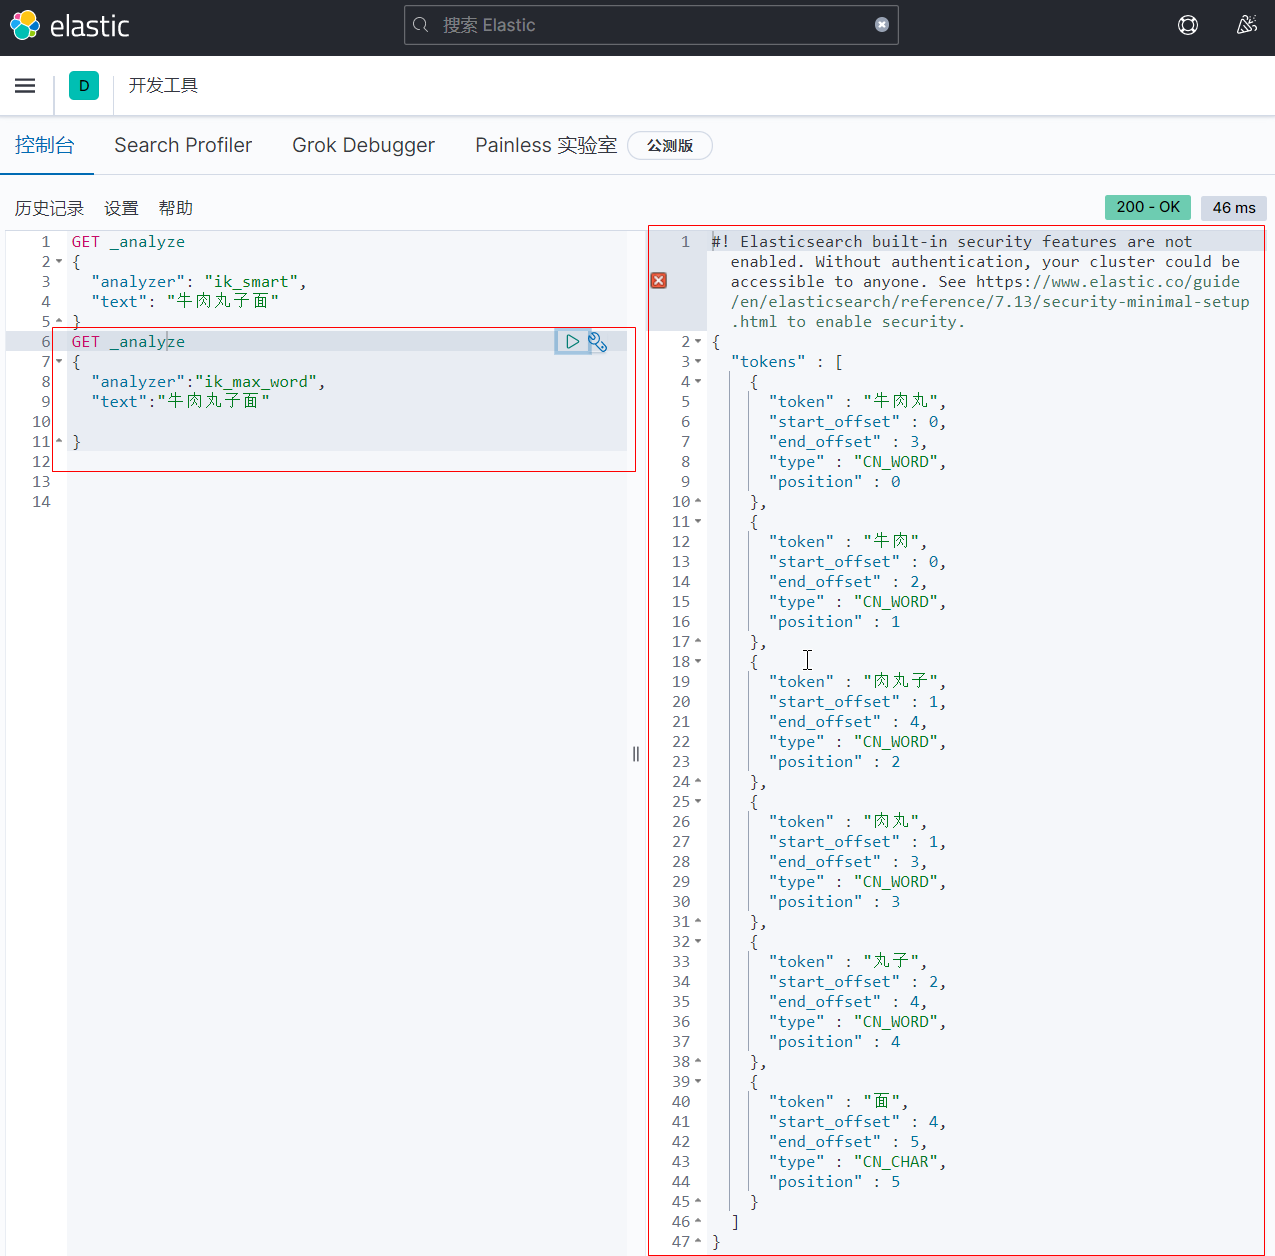 elastic
搜索 Elastic
D
开发工具
控制台 Search Profiler Grok Debugger Painless 实验室 公测版
历史记录 设置 帮助
200 - OK 46 ms
1 GET _analyze
2 {
3 "analyzer": "ik_smart",
4 "text": "牛肉丸子面"
5 }
6 GET _analyze
7 {
8 "analyzer":"ik_max_word",
9 "text":"牛肉丸子面"
10
11 }
12
13
14
1 #! Elasticsearch built-in security features are not
enabled. Without authentication, your cluster could be
accessible to anyone. See https://www.elastic.co/guide
/en/elasticsearch/reference/7.13/security-minimal-setup
.html to enable security.
2 {
3 "tokens" : [
4 {
5 "token" : "牛肉丸",
6 "start_offset" : 0,
7 "end_offset" : 3,
8 "type" : "CN_WORD",
9 "position" : 0
10 },
11 {
12 "token" : "牛肉",
13 "start_offset" : 0,
14 "end_offset" : 2,
15 "type" : "CN_WORD",
16 "position" : 1
17 },
18 {
19 "token" : "肉丸子",
20 "start_offset" : 1,
21 "end_offset" : 4,
22 "type" : "CN_WORD",
23 "position" : 2
24 },
25 {
26 "token" : "肉丸",
27 "start_offset" : 1,
28 "end_offset" : 3,
29 "type" : "CN_WORD",
30 "position" : 3
31 },
32 {
33 "token" : "丸子",
34 "start_offset" : 2,
35 "end_offset" : 4,
36 "type" : "CN_WORD",
37 "position" : 4
38 },
39 {
40 "token" : "面",
41 "start_offset" : 4,
42 "end_offset" : 5,
43 "type" : "CN_CHAR",
44 "position" : 5
45 }
46 ]
47 }